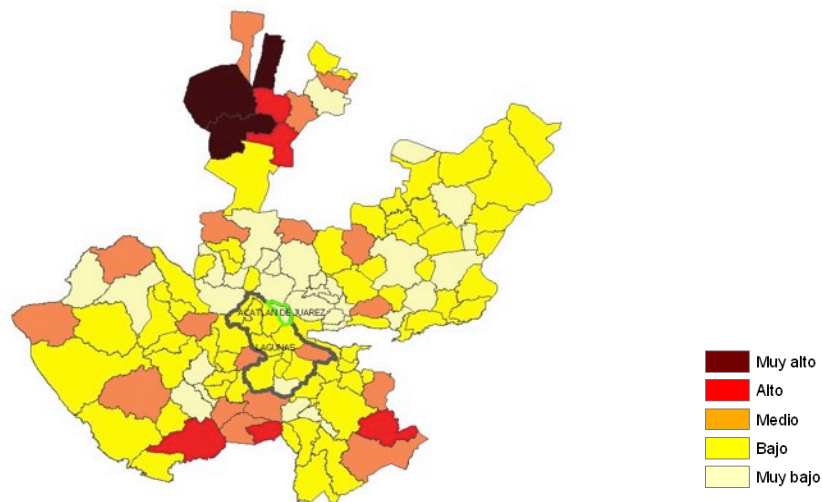 ACATLAN DE JUAREZ
LAGUNAS
Muy alto
Alto
Medio
Bajo
Muy bajo